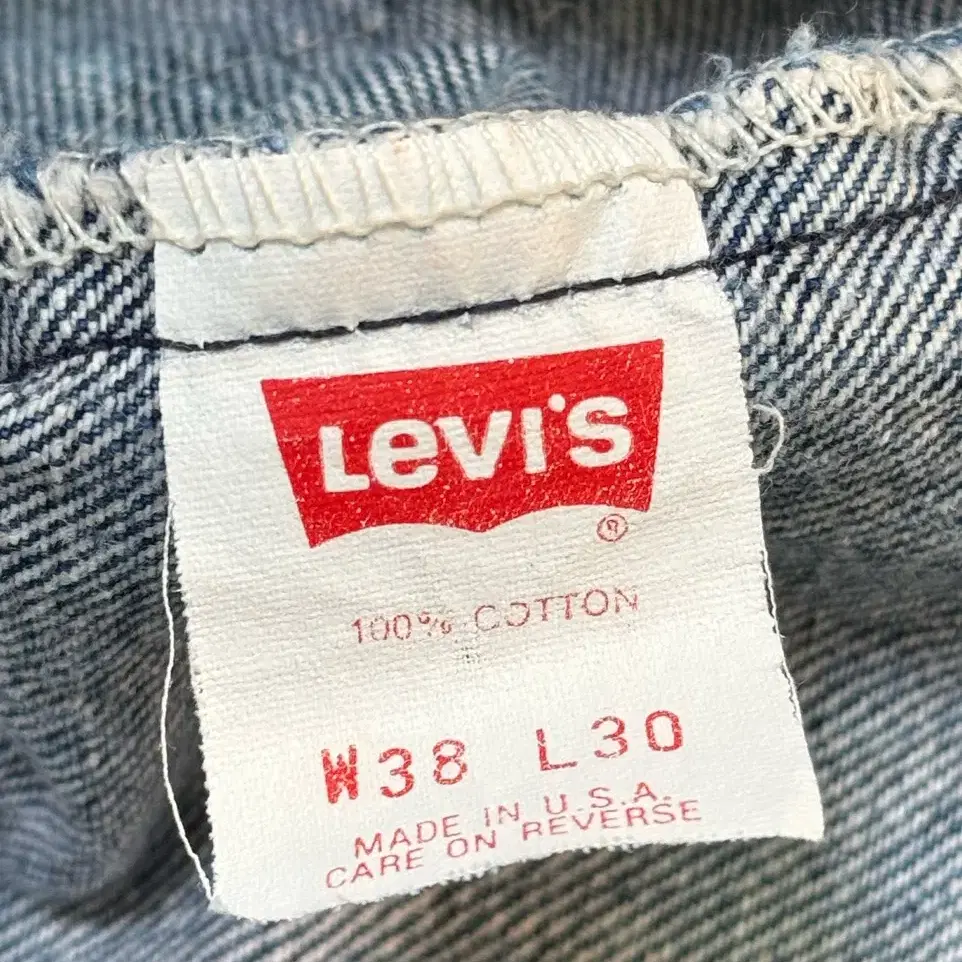 LEVI'S
®
100% COTTON
W38 L30
MADE IN U.S.A.
CARE ON REVERSE